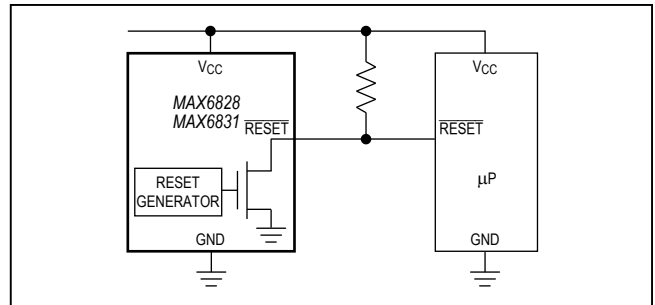 VCC
VCC
MAX6828
MAX6831
RESET
RESET
RESET
GENERATOR
µP
GND
GND